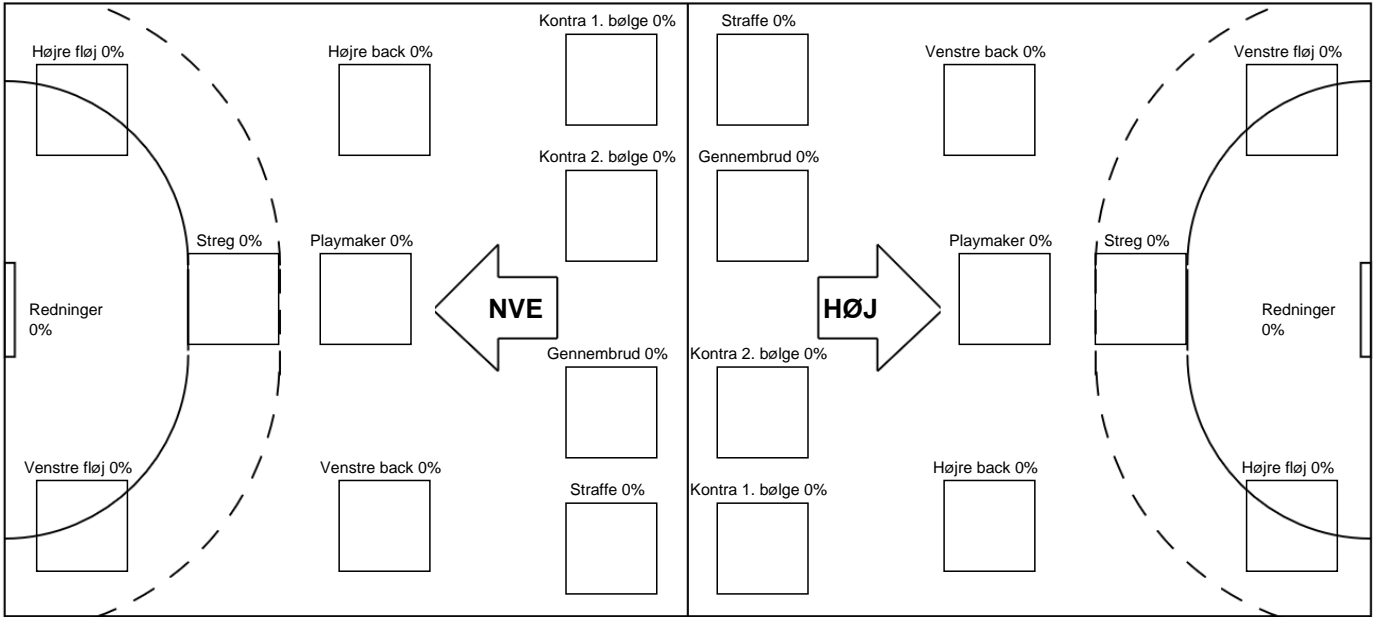 Kontra 1. bølge 0%
Straffe 0%
Højre fløj 0%
Højre back 0%
Venstre back 0%
Venstre fløj 0%
Kontra 2. bølge 0%
Gennembrud 0%
Streg 0%
Playmaker 0%
Playmaker 0%
Streg 0%
NVE
HØJ
Redninger
0%
Redninger
0%
Gennembrud 0%
Kontra 2. bølge 0%
Venstre fløj 0%
Venstre back 0%
Højre back 0%
Højre fløj 0%
Straffe 0%
Kontra 1. bølge 0%